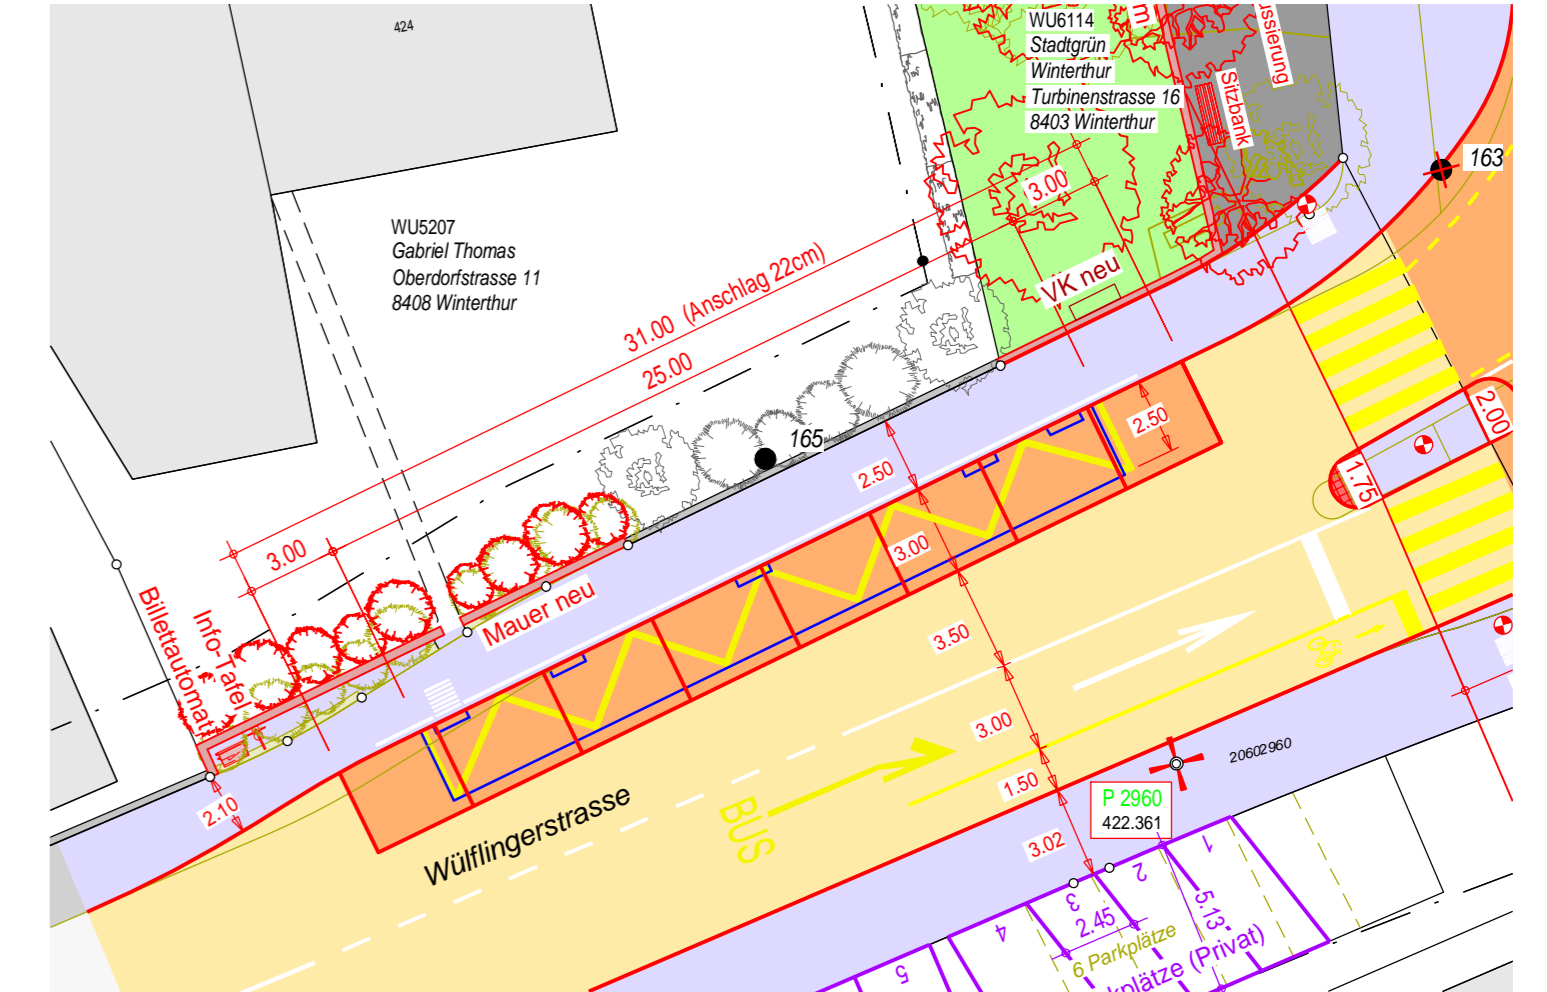 424
WU6114
Stadtgrün
Winterthur
Turbinenstrasse 16
8403 Winterthur
m
ussierung
Sitzbank
163
WU5207
Gabriel Thomas
Oberdorfstrasse 11
8408 Winterthur
3.00
VK neu
31.00 (Anschlag 22cm)
25.00
165
2.50
2.50
2.00
1.75
3.00
3.00
Mauer neu
Billettautomat
Info-Tafel
3.50
3.00
1.50
3.02
2.10
Wülflingerstrasse
BUS
20602960
P 2960
422.361
1
2
3
4
5
5.13
2.45
6 Parkplätze
kplätze (Privat)